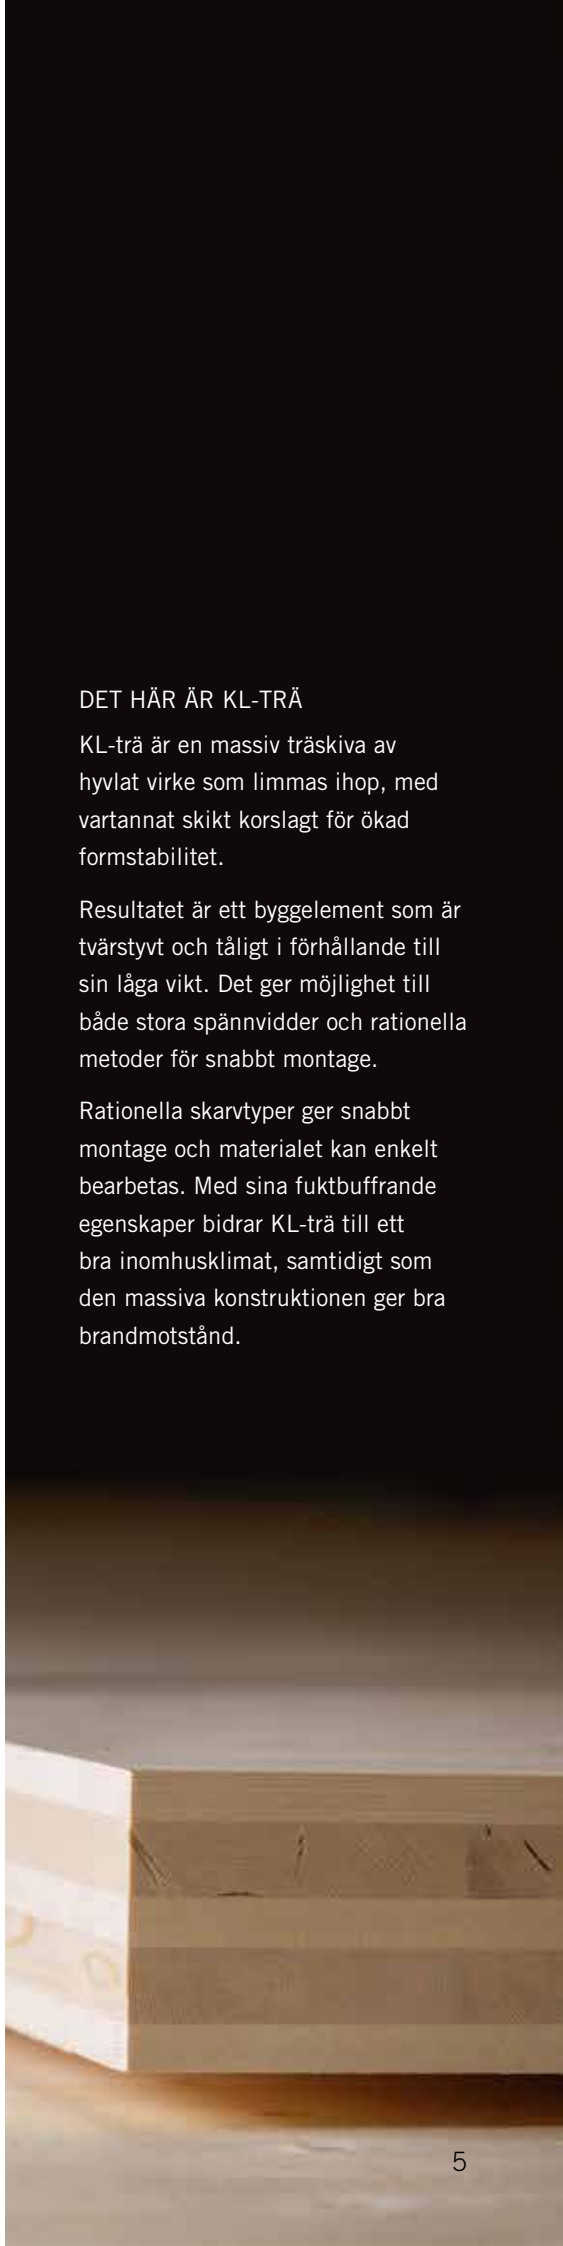 DET HÄR ÄR KL-TRÄ
KL-trä är en massiv träskiva av
hyvlat virke som limmas ihop, med
vartannat skikt korslagt för ökad
formstabilitet.
Resultatet är ett byggelement som är
tvärstyvt och tåligt i förhållande till
sin låga vikt. Det ger möjlighet till
både stora spännvidder och rationella
metoder för snabbt montage.
Rationella skarvtyper ger snabbt
montage och materialet kan enkelt
bearbetas. Med sina fuktbuffrande
egenskaper bidrar KL-trä till ett
bra inomhusklimat, samtidigt som
den massiva konstruktionen ger bra
brandmotstånd.
5